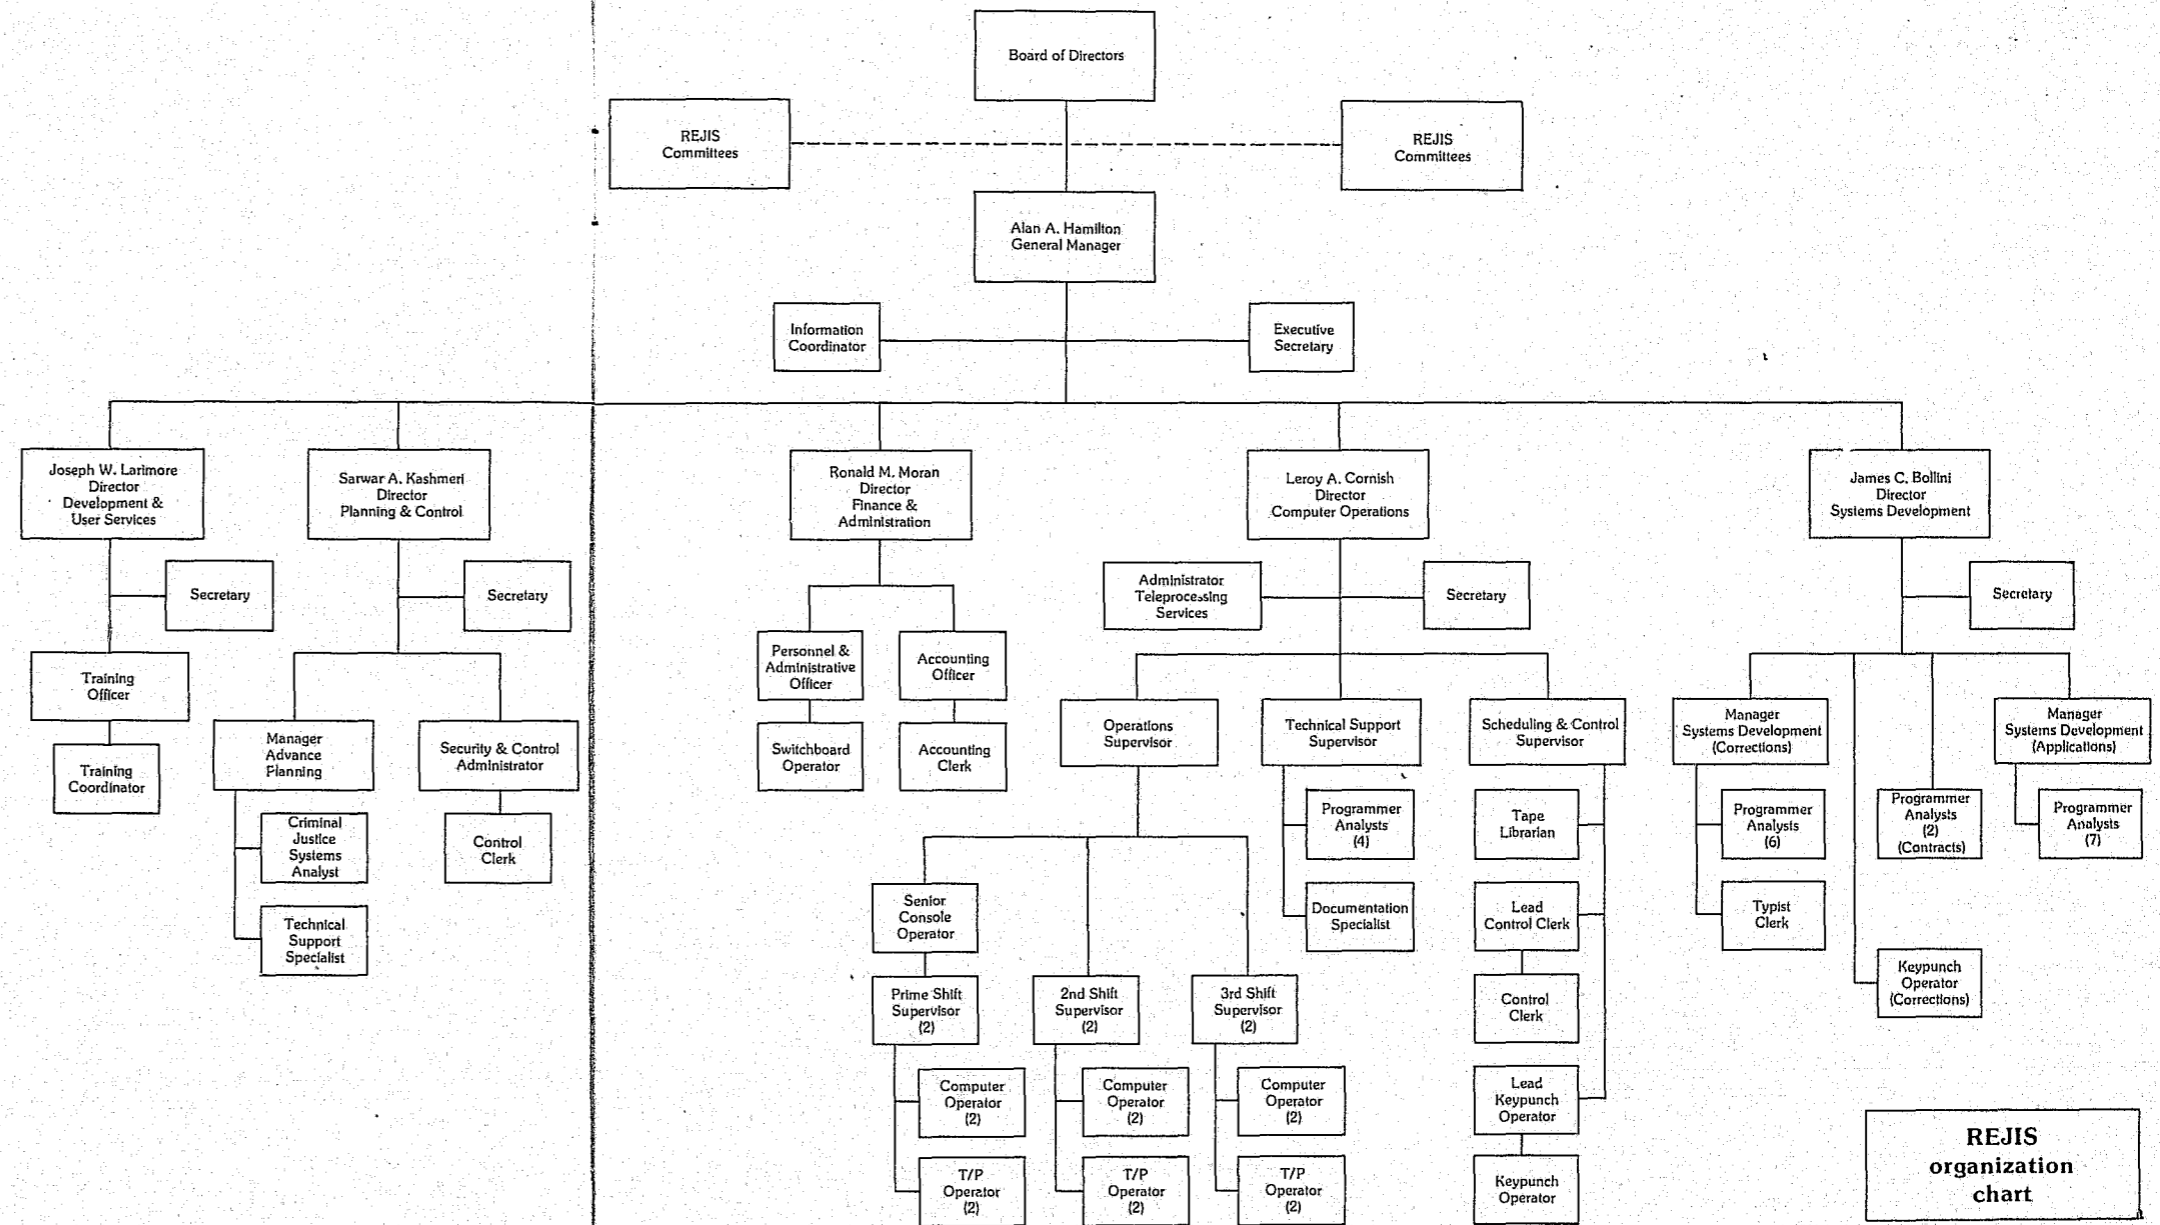 Board of Directors
REJIS
Committees
REJIS
Committees
Alan A. Hamilton
General Manager
Information
Coordinator
Executive
Secretary
Joseph W. Larimore
Director
Development &
User Services
Sarwar A. Kashmeri
Director
Planning & Control
Ronald M. Moran
Director
Finance &
Administration
Leroy A. Cornish
Director
Computer Operations
James C. Bollini
Director
Systems Development
Secretary
Secretary
Administrator
Teleprocessing
Services
Secretary
Secretary
Training
Officer
Training
Coordinator
Manager
Advance
Planning
Criminal
Justice
Systems
Analyst
Technical
Support
Specialist
Security & Control
Administrator
Control
Clerk
Personnel &
Administrative
Officer
Switchboard
Operator
Accounting
Officer
Accounting
Clerk
Operations
Supervisor
Senior
Console
Operator
Prime Shift
Supervisor
(2)
Computer
Operator
(2)
T/P
Operator
(2)
2nd Shift
Supervisor
(2)
Computer
Operator
(2)
T/P
Operator
(2)
3rd Shift
Supervisor
(2)
Computer
Operator
(2)
T/P
Operator
(2)
Technical Support
Supervisor
Programmer
Analysts
(4)
Documentation
Specialist
Scheduling & Control
Supervisor
Tape
Librarian
Lead
Control Clerk
Control
Clerk
Lead
Keypunch
Operator
Keypunch
Operator
Manager
Systems Development
(Corrections)
Programmer
Analysts
(6)
Typist
Clerk
Programmer
Analysts
(2)
(Contracts)
Keypunch
Operator
(Corrections)
Manager
Systems Development
(Applications)
Programmer
Analysts
(7)
REJIS
organization
chart